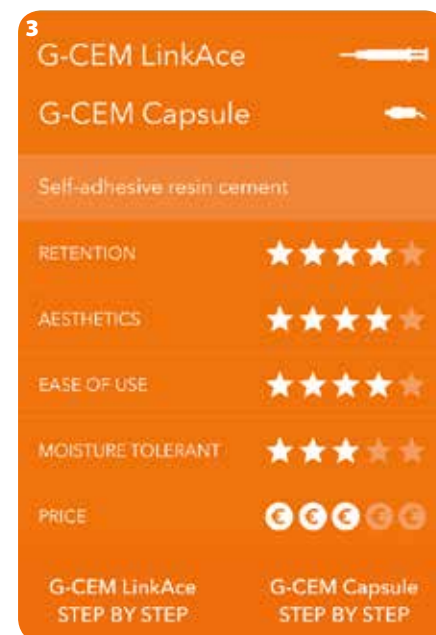 3
G-CEM LinkAce
G-CEM Capsule
Self-adhesive resin cement
RETENTION
AESTHETICS
EASE OF USE
MOISTURE TOLERANT
PRICE € € € € €
G-CEM LinkAce G-CEM Capsule
STEP BY STEP STEP BY STEP